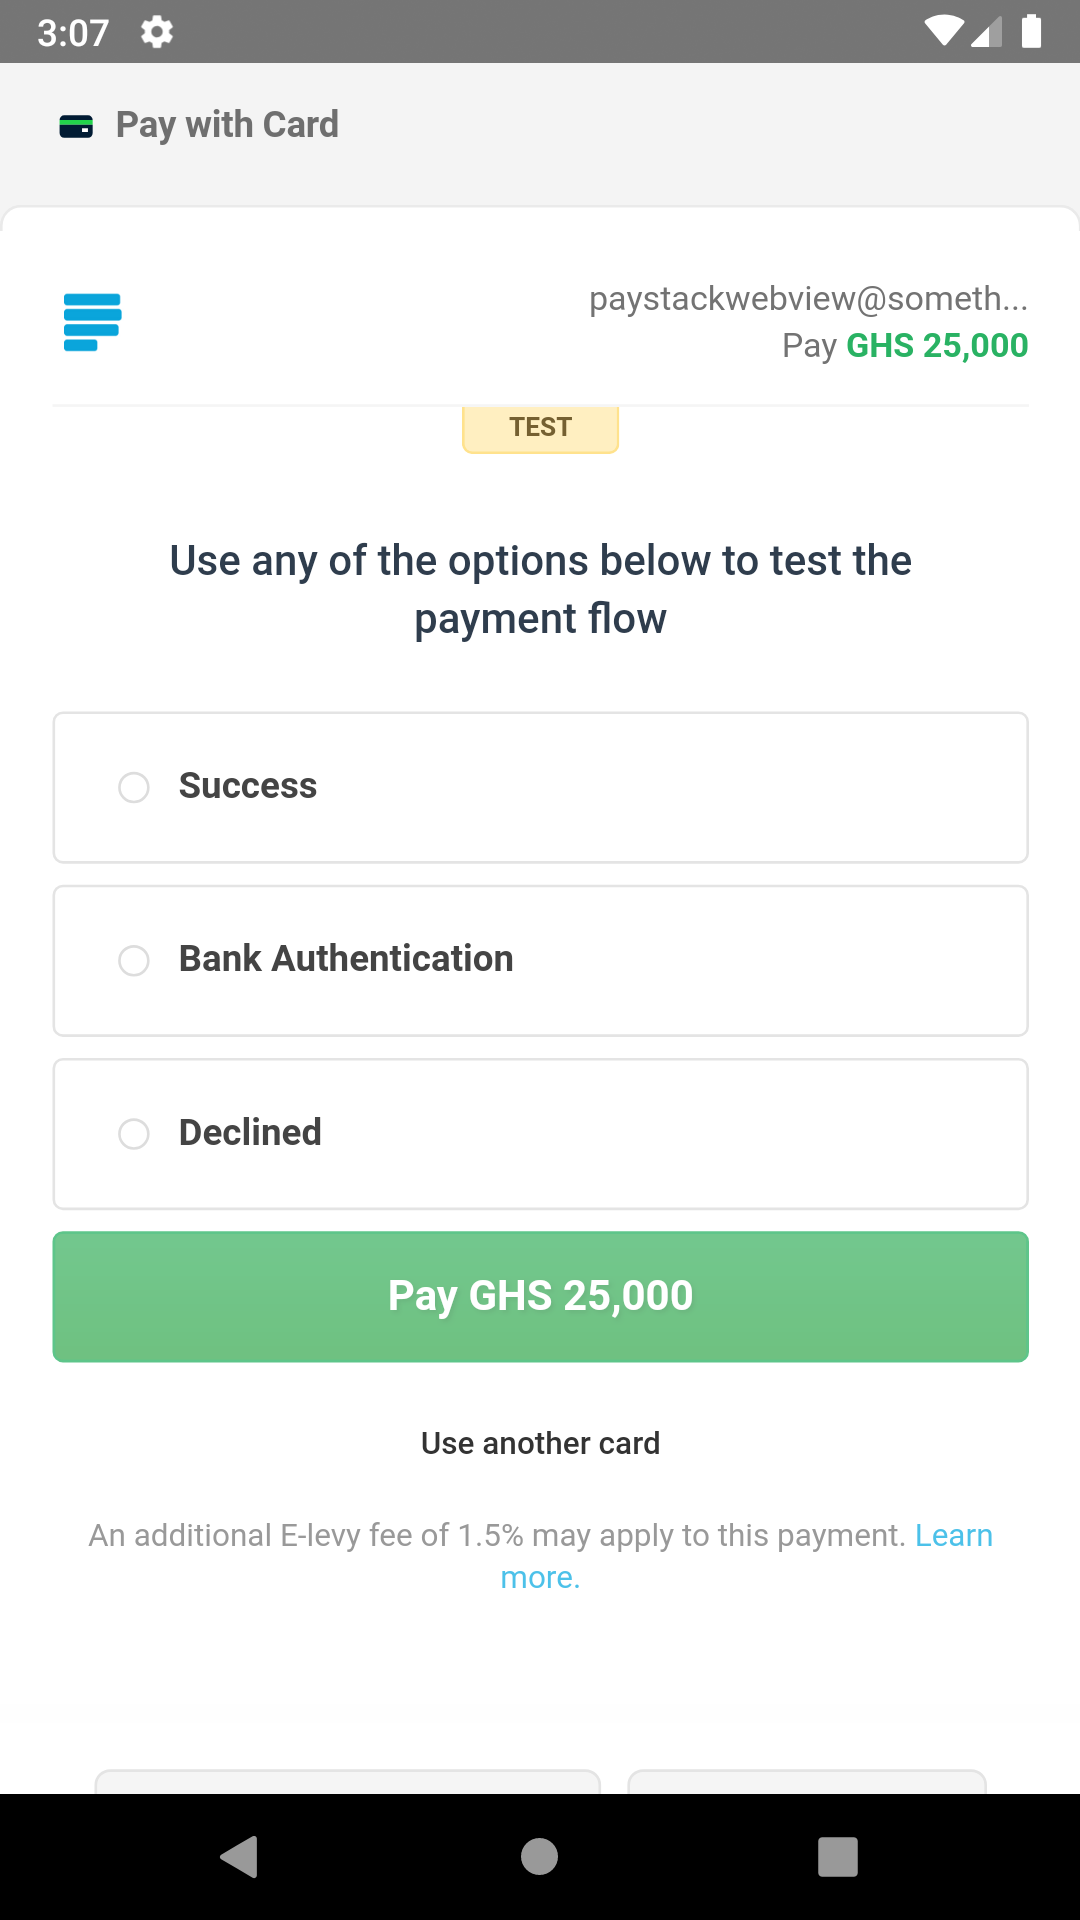 3:07
Pay with Card
paystackwebview@someth...
Pay GHS 25,000
TEST
Use any of the options below to test the
payment flow
Success
Bank Authentication
Declined
Pay GHS 25,000
Use another card
An additional E-levy fee of 1.5% may apply to this payment. Learn
more.